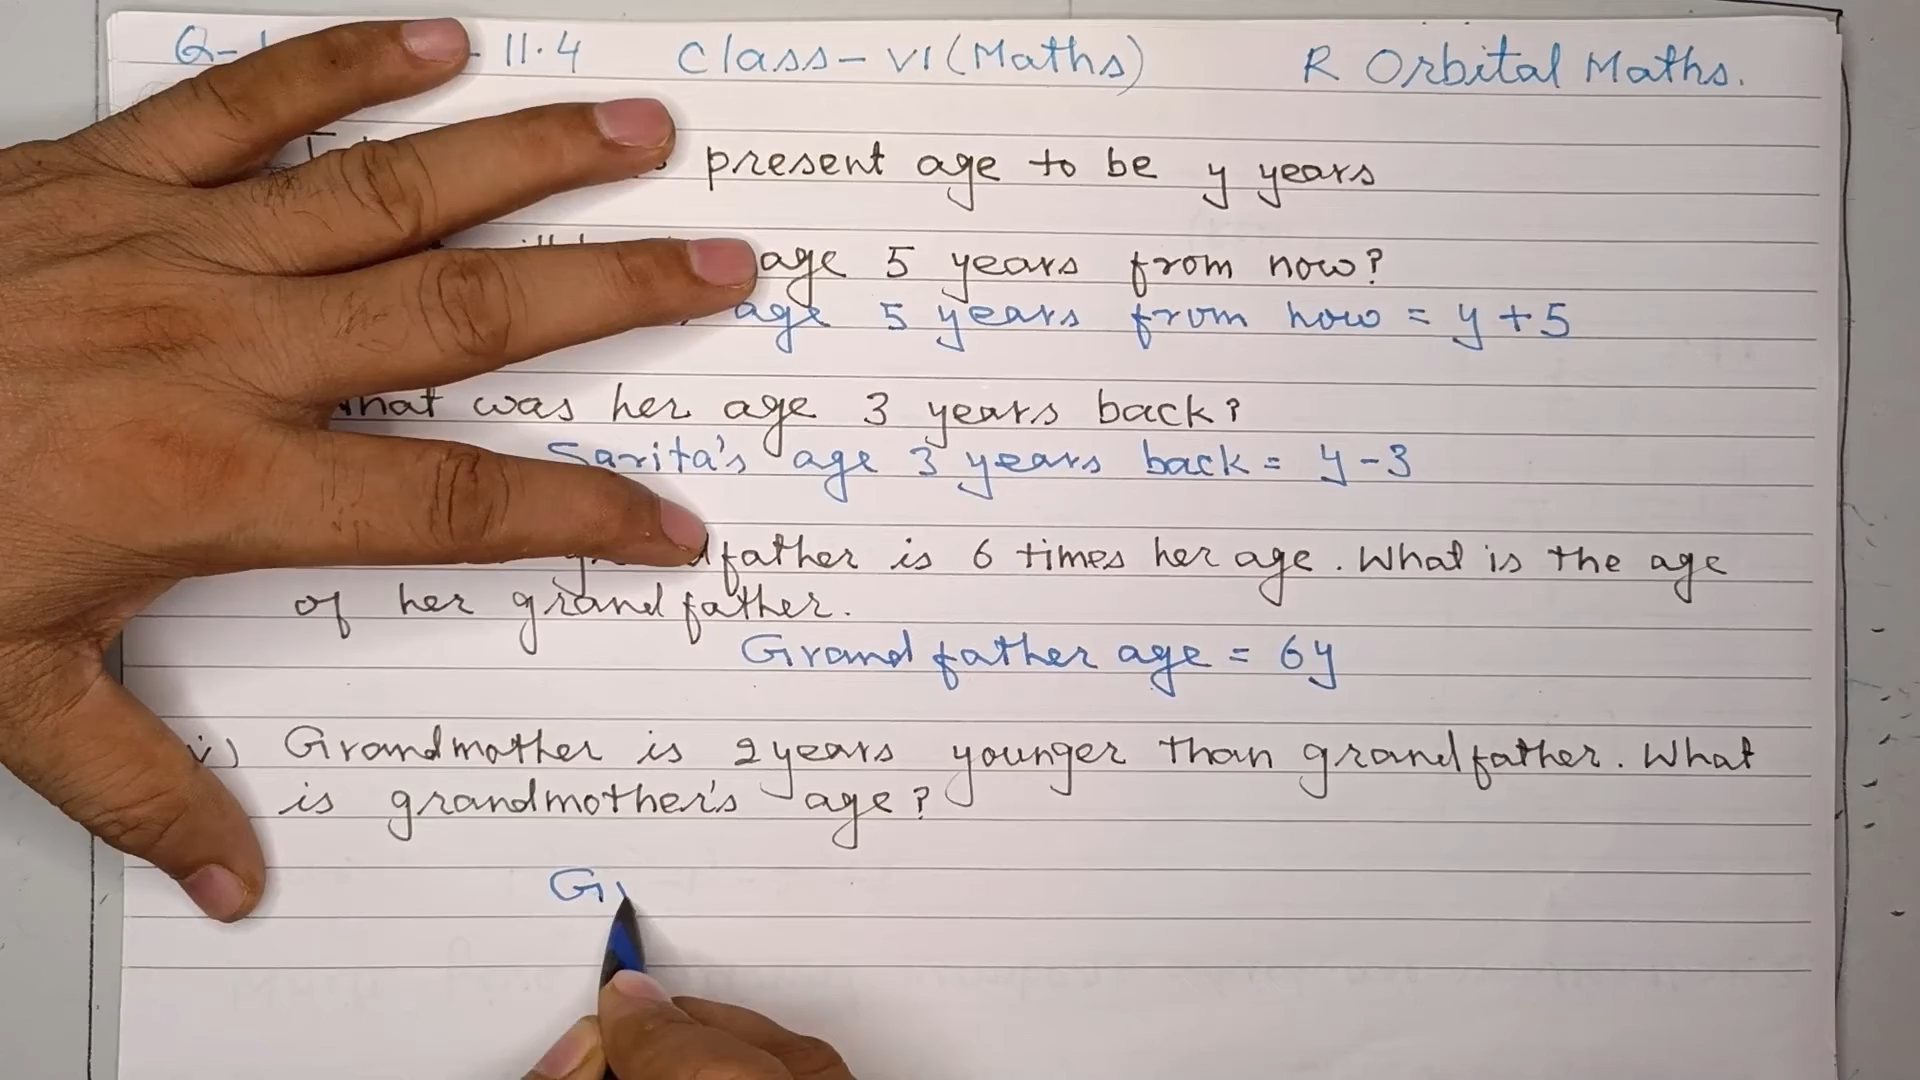 11.4 Class-VI (Maths) R Orbital Maths.
present age to be y years
age 5 years from now?
age 5 years from now = y + 5
was her age 3 years back?
Sarita's age 3 years back = y - 3
father is 6 times her age. What is the age
of her grandfather.
Grandfather age = 6y
Grandmother is 2 years younger than grandfather. What
is grandmother's age?